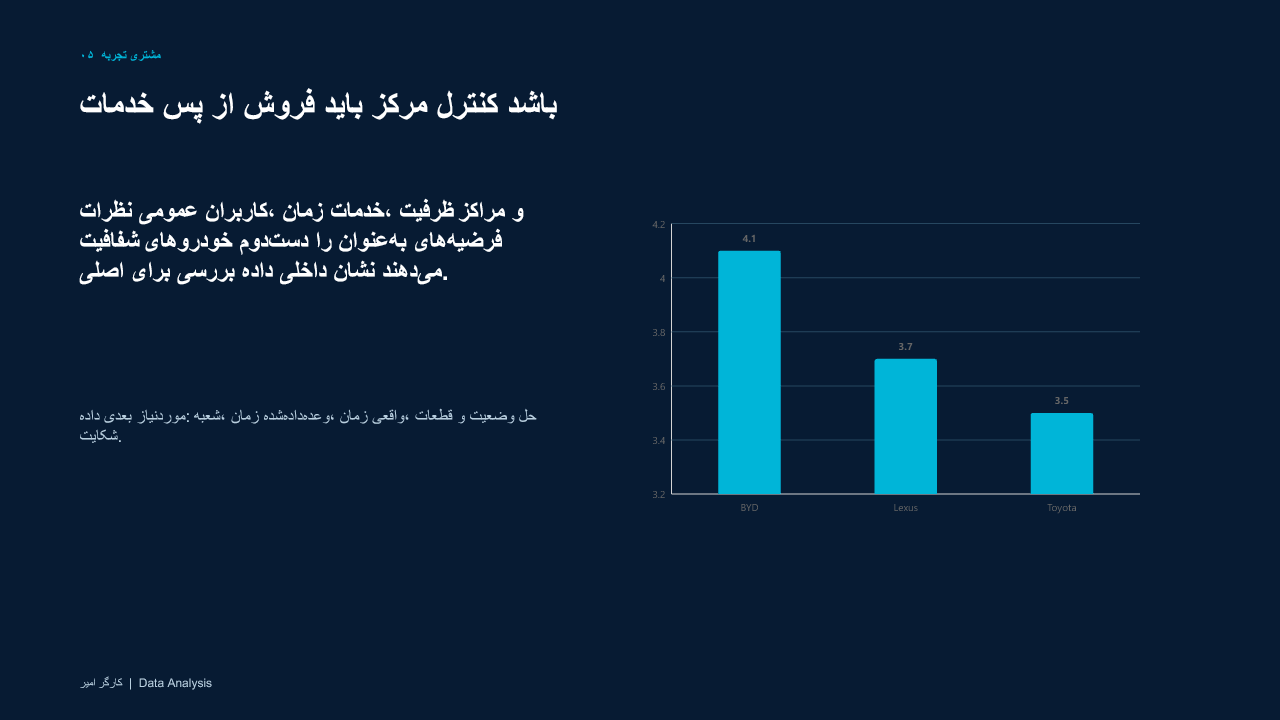 ۰۵ تجربه مشتری
خدمات پس از فروش باید مرکز کنترل باشد
نظرات عمومی کاربران، زمان خدمات، ظرفیت مراکز و
شفافیت خودروهای دست‌دوم را به‌عنوان فرضیه‌های
اصلی برای بررسی داده داخلی نشان می‌دهند.
داده بعدی موردنیاز: شعبه، زمان وعده‌داده‌شده، زمان واقعی، قطعات و وضعیت حل
شکایت.
4.2
4
3.8
3.6
3.4
3.2
4.1
3.7
3.5
BYD
Lexus
Toyota
امیر کارگر | Data Analysis